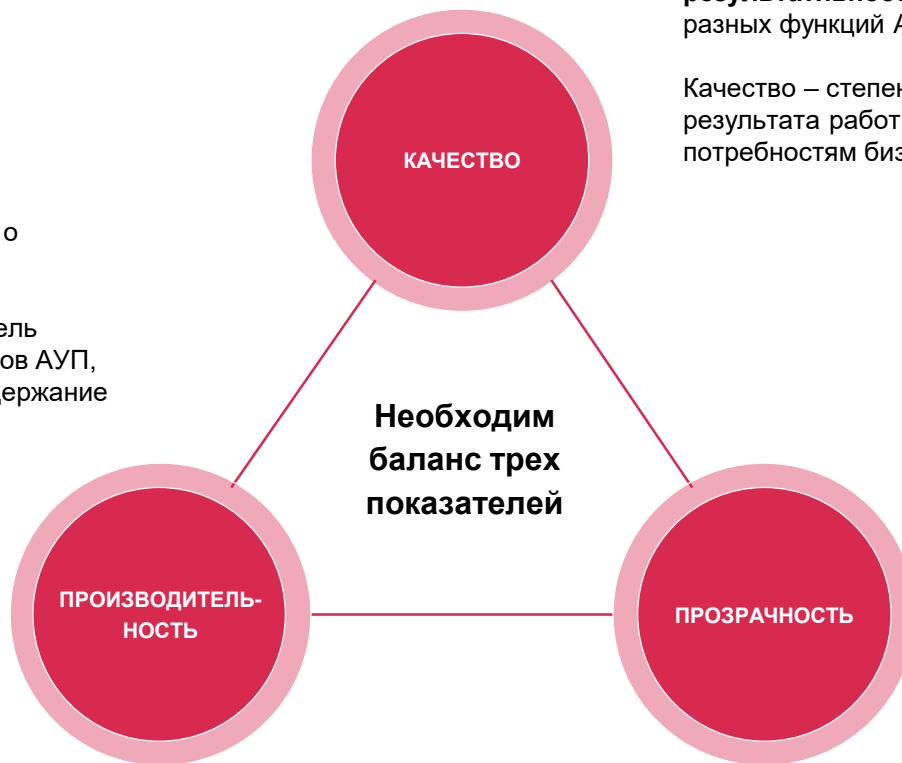 разных функций
Качество – степен
результата работ
потребностям биз
КАЧЕСТВО
о
ель
ов АУП,
держание
Необходим
баланс трех
показателей
ПРОИЗВОДИТЕЛЬ-
НОСТЬ
ПРОЗРАЧНОСТЬ